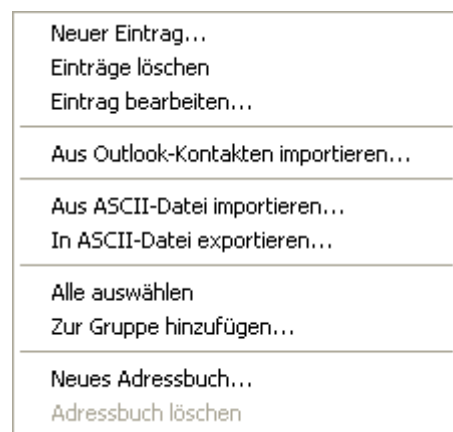 Neuer Eintrag...
Einträge löschen
Eintrag bearbeiten...
Aus Outlook-Kontakten importieren...
Aus ASCII-Datei importieren...
In ASCII-Datei exportieren...
Alle auswählen
Zur Gruppe hinzufügen...
Neues Adressbuch...
Adressbuch löschen